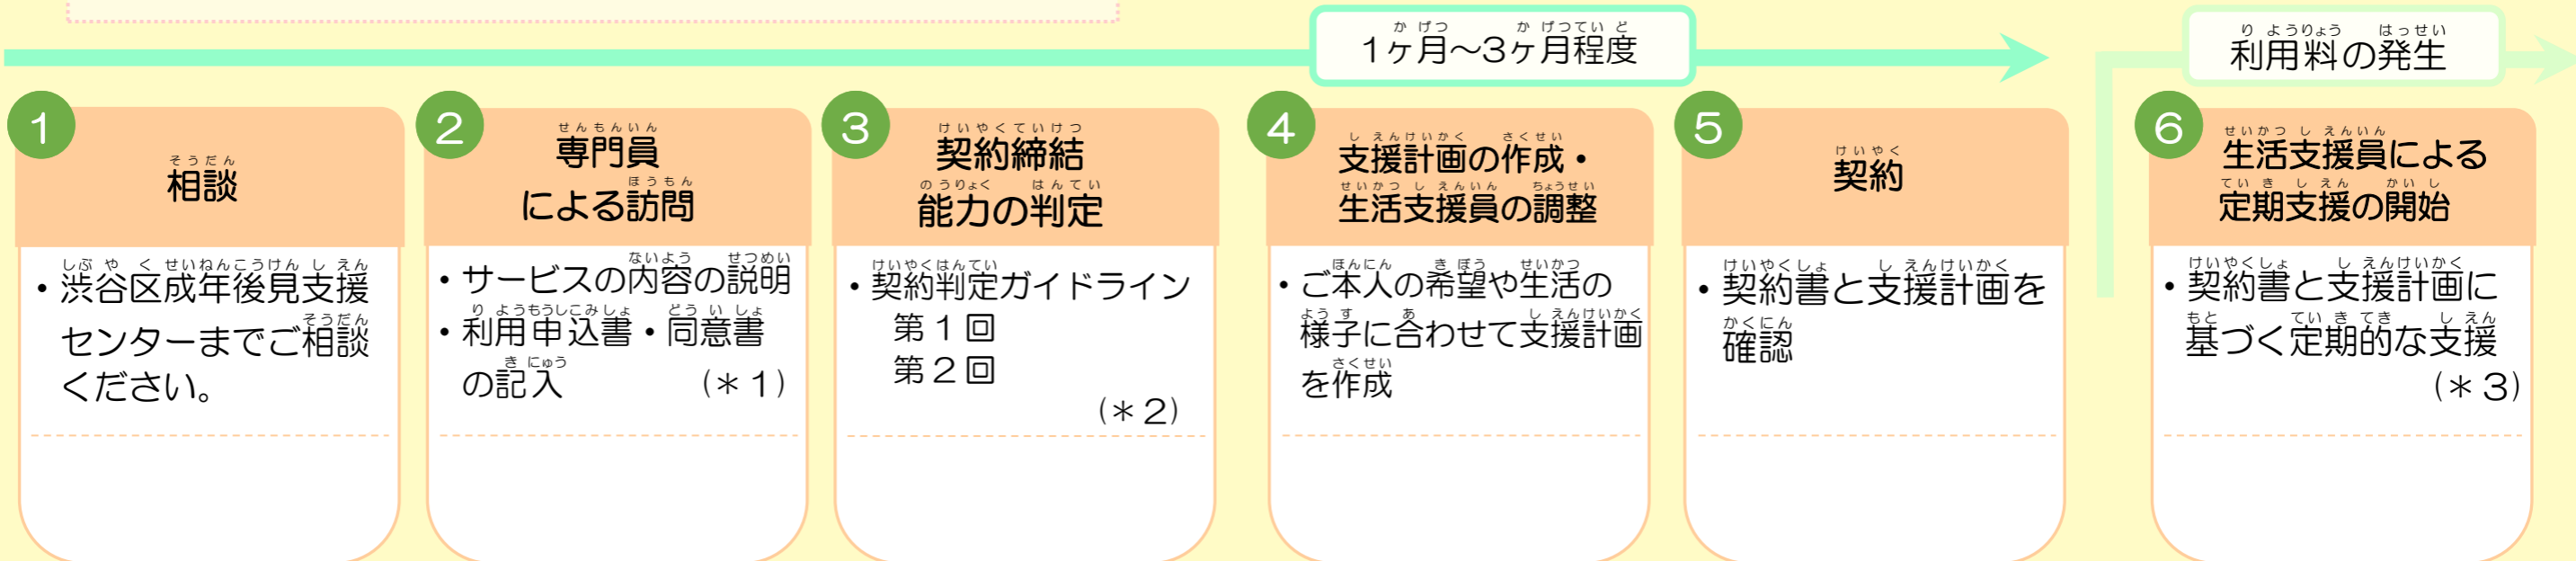 1ヶ月～3ヶ月程度
利用料の発生
1
相談
・渋谷区成年後見支援
センターまでご相談
ください。
2
専門員
による訪問
・サービスの内容の説明
・利用申込書・同意書
の記入 (＊1)
3
契約締結
能力の判定
・契約判定ガイドライン
第1回
第2回
(＊2)
4
支援計画の作成・
生活支援員の調整
・ご本人の希望や生活の
様子に合わせて支援計画
を作成
5
契約
・契約書と支援計画を
確認
6
生活支援員による
定期支援の開始
・契約書と支援計画に
基づく定期的な支援
(＊3)